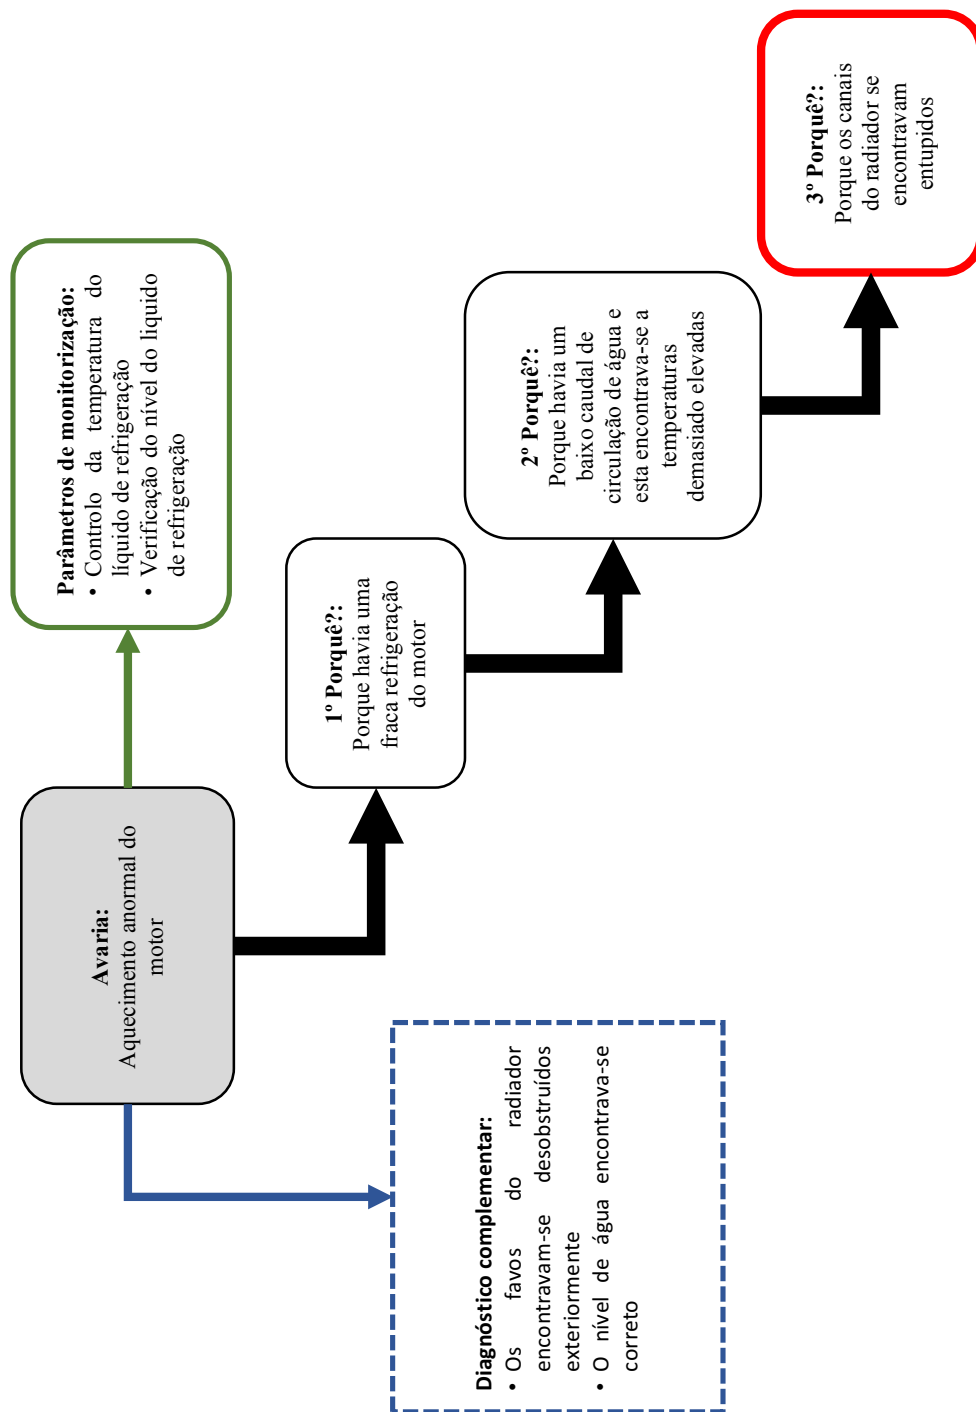 Avaria:
Aquecimento anormal do
motor
Parâmetros de monitorização:
• Controlo da temperatura do
líquido de refrigeração
• Verificação do nível do liquido
de refrigeração
Diagnóstico complementar:
• Os favos do radiador
encontravam-se desobstruídos
exteriormente
• O nível de água encontrava-se
correto
1º Porquê?:
Porque havia uma
fraca refrigeração
do motor
2º Porquê?:
Porque havia um
baixo caudal de
circulação de água e
esta encontrava-se a
temperaturas
demasiado elevadas
3º Porquê?:
Porque os canais
do radiador se
encontravam
entupidos